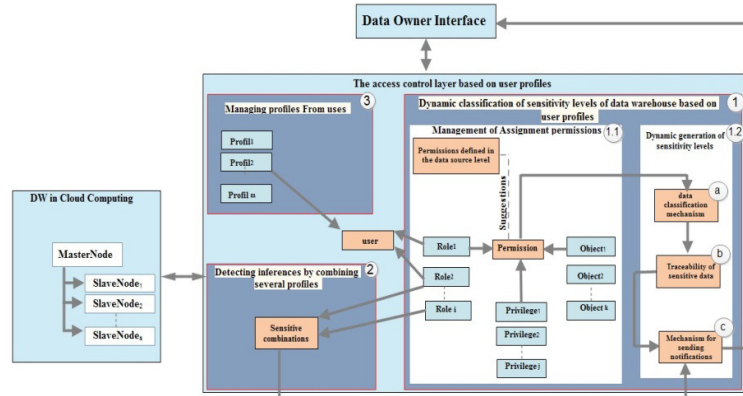 Data Owner Interface
The access control layer based on user profiles
3
Managing profiles From uses
Profil1
Profil2
Profil m
1
Dynamic classification of sensitivity levels of data warehouse based on
user profiles
1.1
Management of Assignment permissions
Permissions defined in
the data source level
Suggestions
Role1
Permission
Object1
Role2
Object2
Role i
Object k
Privilege1
Privilege2
Privilege j
1.2
Dynamic generation of
sensitivity levels
a
data
classification
mechanism
b
Traceability of
sensitive data
c
Mechanism for
sending
notifications
user
2
Detecting inferences by combining
several profiles
Sensitive
combinations
DW in Cloud Computing
MasterNode
SlaveNode1
SlaveNode2
SlaveNoden